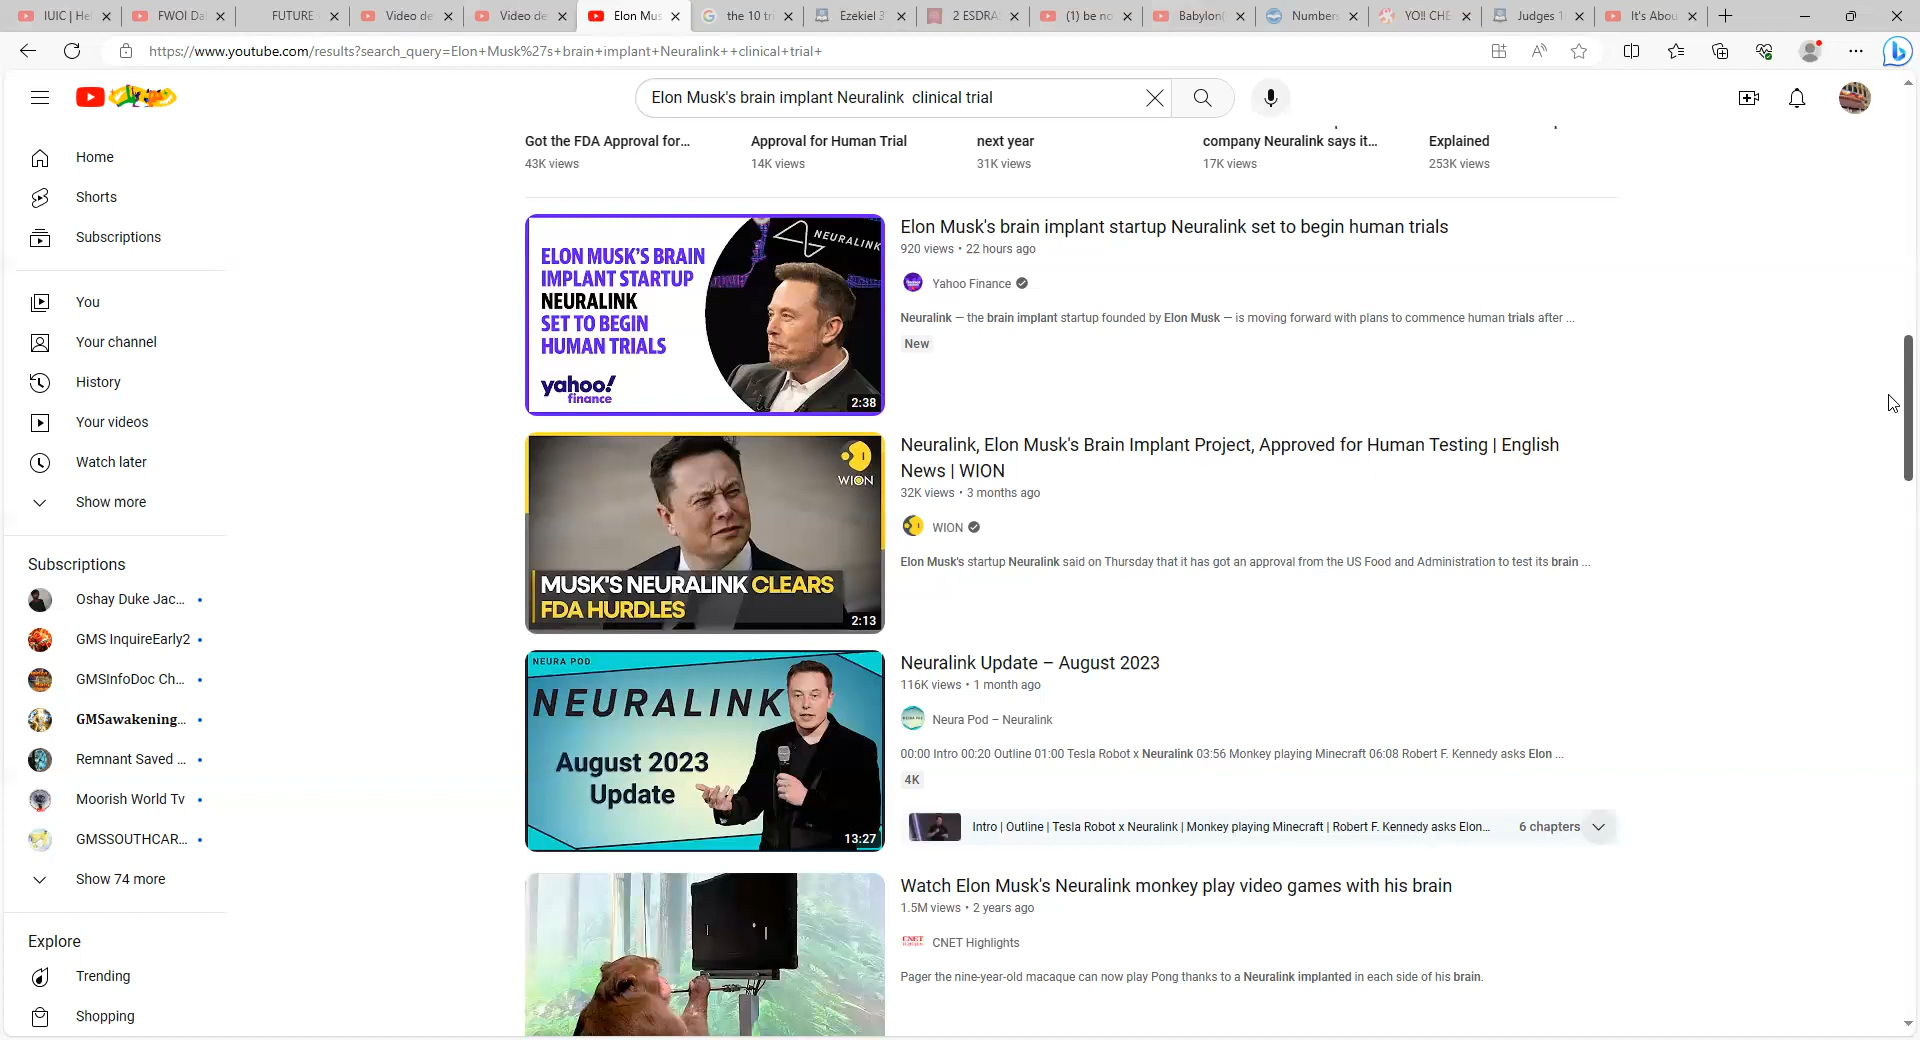 IUIC | He
FWOI Da
FUTURE
Video de
Video de
Elon Mus
the 10 tr
Ezekiel 3
2 ESDRA
(1) be no
Babylon(
Number
YO!! CHE
Judges 1
It's Abou
https://www.youtube.com/results?search_query=Elon+Musk%27s+brain+implant+Neuralink++clinical+trial+
Elon Musk's brain implant Neuralink  clinical trial
Home
Shorts
Subscriptions
You
Your channel
History
Your videos
Watch later
Show more
Subscriptions
Oshay Duke Jac...
GMS InquireEarly2
GMSInfoDoc Ch...
GMSawakening...
Remnant Saved ...
Moorish World Tv
GMSSOUTHCAR...
Show 74 more
Explore
Trending
Shopping
Got the FDA Approval for...
43K views
Approval for Human Trial
14K views
next year
31K views
company Neuralink says it...
17K views
Explained
253K views
NEURALINK
ELON MUSK'S BRAIN
IMPLANT STARTUP
NEURALINK
SET TO BEGIN
HUMAN TRIALS
yahoo!
finance
2:38
Elon Musk's brain implant startup Neuralink set to begin human trials
920 views • 22 hours ago
Yahoo Finance
Neuralink — the brain implant startup founded by Elon Musk — is moving forward with plans to commence human trials after ...
New
WION
MUSK'S NEURALINK CLEARS
FDA HURDLES
2:13
Neuralink, Elon Musk's Brain Implant Project, Approved for Human Testing | English
News | WION
32K views • 3 months ago
WION
Elon Musk's startup Neuralink said on Thursday that it has got an approval from the US Food and Administration to test its brain ...
NEURA POD
NEURALINK
August 2023
Update
13:27
Neuralink Update – August 2023
116K views • 1 month ago
Neura Pod – Neuralink
00:00 Intro 00:20 Outline 01:00 Tesla Robot x Neuralink 03:56 Monkey playing Minecraft 06:08 Robert F. Kennedy asks Elon ...
4K
Intro | Outline | Tesla Robot x Neuralink | Monkey playing Minecraft | Robert F. Kennedy asks Elon...
6 chapters
Watch Elon Musk's Neuralink monkey play video games with his brain
1.5M views • 2 years ago
CNET Highlights
Pager the nine-year-old macaque can now play Pong thanks to a Neuralink implanted in each side of his brain.